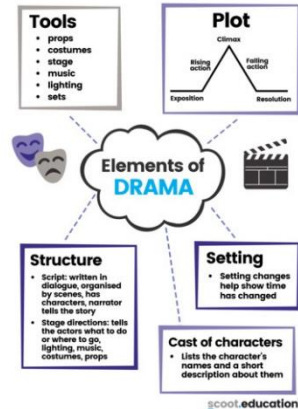 Tools
• props
• costumes
• stage
• music
• lighting
• sets
Plot
Climax
Rising
action
Falling
action
Exposition
Resolution
Elements of
DRAMA
Structure
• Script: written in
dialogue, organised
by scenes, has
characters, narrator
tells the story
• Stage directions: tells
the actors what to do
or where to go,
lighting, music,
costumes, props
Setting
• Setting changes
help show time
has changed
Cast of characters
• Lists the character's
names and a short
description about them
scoot.education